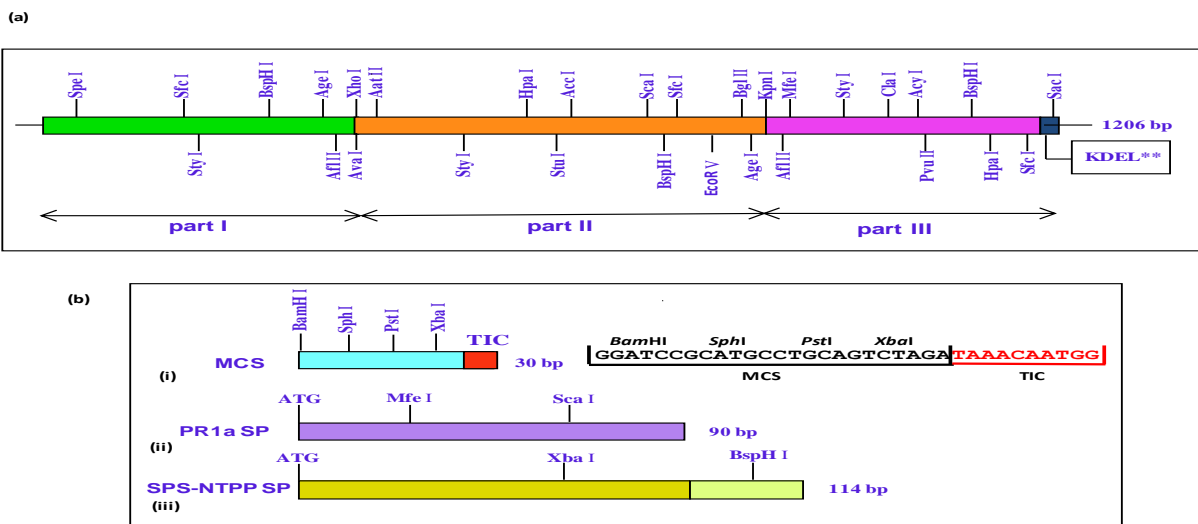 (a)
Spe I
Sfc I
BspH I
Age I
Xho I
Aat II
Hpa I
Acc I
Sca I
Sfc I
Bgl II
Kpn I
Mfe I
Sty I
Cla I
Acy I
BspH I
Sac I
1206 bp
Sty I
Afl II
Ava I
Sty I
Stu I
BspH I
EcoR V
Age I
Afl II
Pvu II
Hpa I
Sfc I
KDEL**
part I
part II
part III
(b)
BamH I
Sph I
Pst I
Xba I
TIC
MCS
30 bp
(i)
BamHI SphI PstI XbaI
GGATCCGCATGCCTGCAGTCTAGATAAACAATGG
MCS TIC
ATG Mfe I Sca I
PR1a SP
90 bp
(ii)
ATG Xba I BspH I
SPS-NTPP SP
114 bp
(iii)